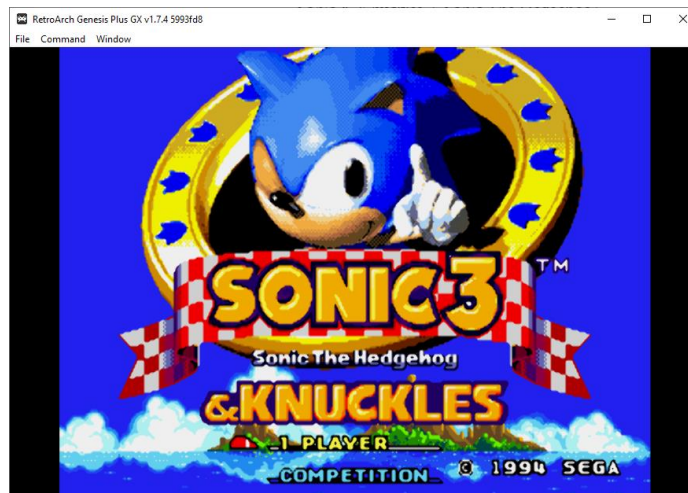 RetroArch Genesis Plus GX v1.7.4 5993fd8
File Command Window
SONIC 3 TM
Sonic The Hedgehog
& KNUCKLES
1 PLAYER
COMPETITION
© 1994 SEGA